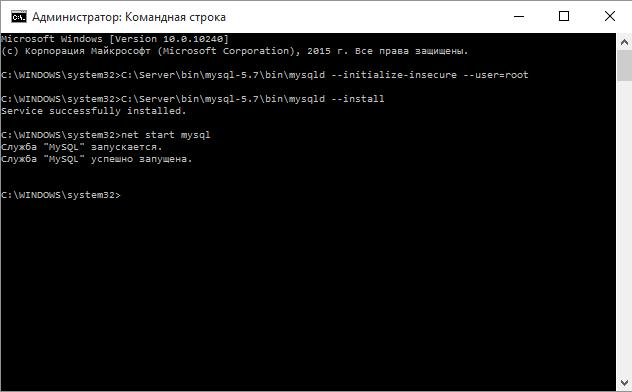 Администратор: Командная строка
Microsoft Windows [Version 10.0.10240]
(c) Корпорация Майкрософт (Microsoft Corporation), 2015 г. Все права защищены.
C:\WINDOWS\system32>C:\Server\bin\mysql-5.7\bin\mysqld --initialize-insecure --user=root
C:\WINDOWS\system32>C:\Server\bin\mysql-5.7\bin\mysqld --install
Service successfully installed.
C:\WINDOWS\system32>net start mysql
Служба "MySQL" запускается.
Служба "MySQL" успешно запущена.
C:\WINDOWS\system32>